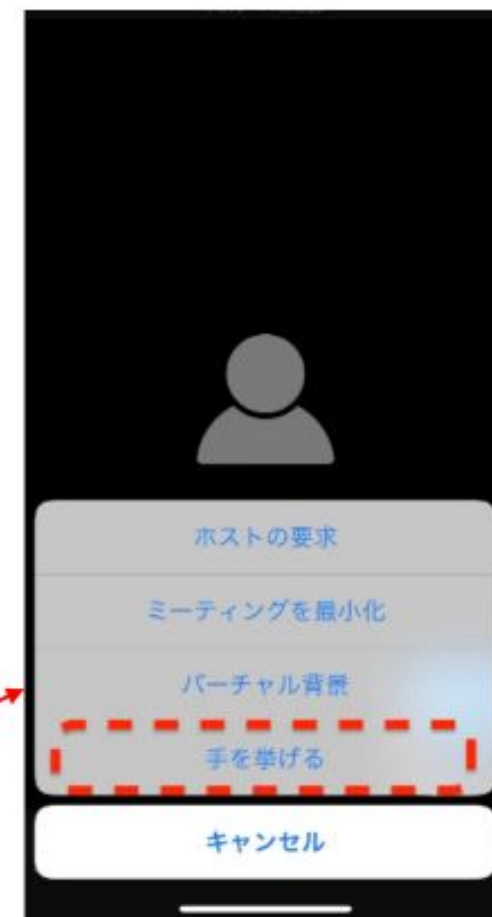 ホストの要求
ミーティングを最小化
バーチャル背景
手を挙げる
キャンセル